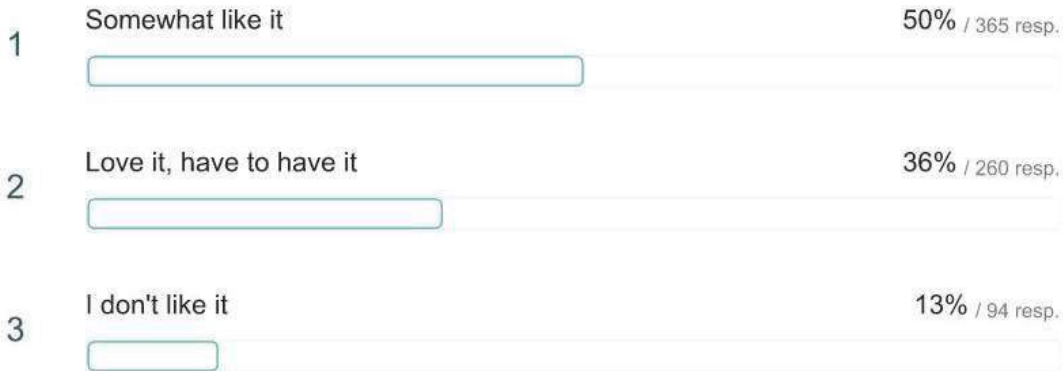 1 Somewhat like it 50% / 365 resp.
2 Love it, have to have it 36% / 260 resp.
3 I don't like it 13% / 94 resp.